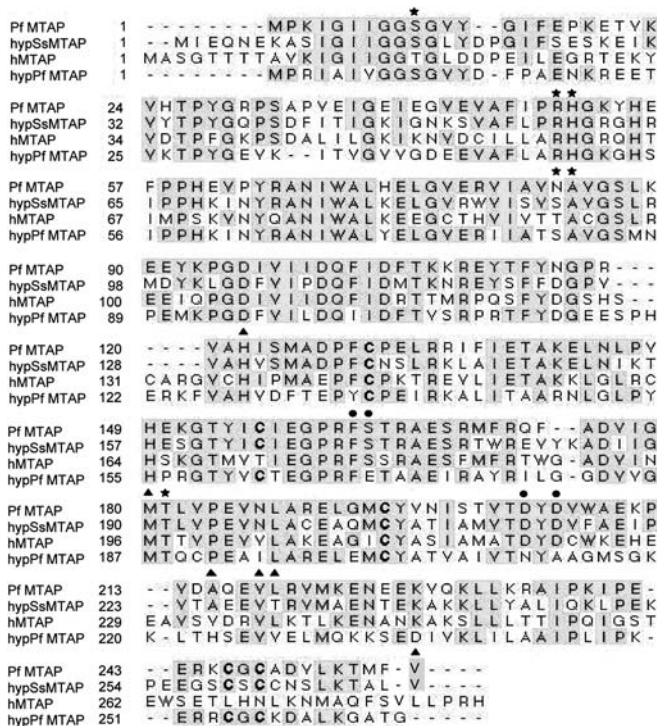 ★
Pf MTAP 1 --------MPKIGIIGGSGVY--GIFEPKETVK
hypSsMTAP 1 --MIEQNEKASIGIIGGSGLYDPGIFSESKEIK
hMTAP 1 MASGTTTTAVKIGIIGGTGLDDPEILEGRTEKY
hypPf MTAP 1 --------MPRIAIVGGSGVYD-FPAENKREET
★ ★
Pf MTAP 24 VHTPYGRPSAPVEIGEIEGVEVAFIPRHGKYHE
hypSsMTAP 32 VYTPYGQPSDFITIGKIGNKSVAFLPRHGRGHR
hMTAP 34 VDTPFGKPSDALILGKIKNVDCILLARHGRQHT
hypPf MTAP 25 VKTPYGEVK--ITVGVVGDEEVAFLARHGKGHS
★ ★
Pf MTAP 57 FPPHEVPYRANIWALHELGVERVIAVNAVGSLK
hypSsMTAP 65 IPPHKINYRANIWALKELGVRWVISVSAVGSLR
hMTAP 67 IMPSKVNYQANIWALKEEGCTHVIVTTACGSLR
hypPf MTAP 56 IPPHKINYRANIWALYELGVERIIATSAVGSMN
Pf MTAP 90 EEYKPGDIVIIDQFIDFTKKREYTFYNGPR---
hypSsMTAP 98 MDYKLGDFVIPDQFIDMTKNREYSFFDGPV---
hMTAP 100 EEIQPGDIVIIDQFIDRTTMRPQSFYDGSHS--
hypPf MTAP 89 PEMKPGDFVILDQIIDFTVSRPRTFYDGEESPH
▲
Pf MTAP 120 ----VAHISMADPFCPELRRIFIETAKELNLPV
hypSsMTAP 128 ----VAHVSMADPFCNSLRKLAIETAKELNIKT
hMTAP 131 CARGVCHIPMAEPFCPKTREVLIETAKKLGLRC
hypPf MTAP 122 ERKFVAHVDFTEPYCPEIRKALITAARNLGLPY
● ●
Pf MTAP 149 HEKGTYICIEGPRFSTRAESRMFRQF--ADVIG
hypSsMTAP 157 HESGTYICIEGPRFSTRAESRTWREVYKADIIG
hMTAP 164 HSKGTMVTIEGPRFSSRAESFMFRTWG-ADVIN
hypPf MTAP 155 HPRGTYVCTEGPRFETAAEIRAYRILG-GDVVG
▲ ★ ● ●
Pf MTAP 180 MTLVPEVNLARELGMCYVNISTVTDYDVWAEKP
hypSsMTAP 190 MTLVPEVNLACEAQMCYATIAMVTDYDVFAEIP
hMTAP 196 MTTVPEVVLAKEAGICYASIAMATDYDCWKEHE
hypPf MTAP 187 MTQCPEAILARELEMCYATVAIVTNYAAGMSGK
▲ ▲ ▲
Pf MTAP 213 --VDAQEVLRVMKENEEKVQKLLKRAIPKIPE-
hypSsMTAP 223 --VTAEEVTRVMAENTEKAKKLLYALIQKLPEK
hMTAP 229 EAVSVDRVLKTLKENANKAKSLLLTTIPQIGST
hypPf MTAP 220 K-LTHSEVVELMQKKSEDIVKLILAAIPLIPK-
▲
Pf MTAP 243 --ERKCGCADVLKTMF-V----
hypSsMTAP 254 PEEGSCSCCNSLKTAL-V----
hMTAP 262 EWSETLHNLKNMAQFSVLLPRH
hypPf MTAP 251 --ERRCGCKDALKGATG-----